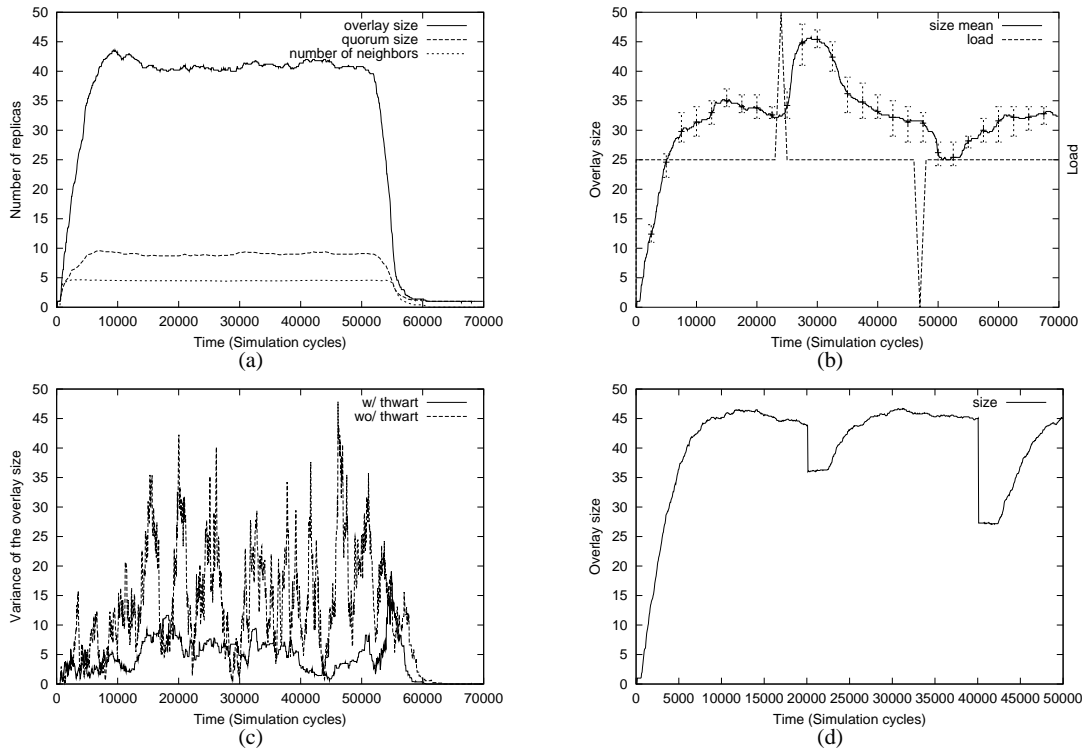 50
45
40
35
30
25
20
15
10
5
0
Number of replicas
overlay size
quorum size
number of neighbors
0 10000 20000 30000 40000 50000 60000 70000
Time (Simulation cycles)
(a)
50
45
40
35
30
25
20
15
10
5
0
Overlay size
size mean
load
Load
0 10000 20000 30000 40000 50000 60000 70000
Time (Simulation cycles)
(b)
50
45
40
35
30
25
20
15
10
5
0
Variance of the overlay size
w/ thwart
wo/ thwart
0 10000 20000 30000 40000 50000 60000 70000
Time (Simulation cycles)
(c)
50
45
40
35
30
25
20
15
10
5
0
Overlay size
size
0 5000 10000 15000 20000 25000 30000 35000 40000 45000 50000
Time (Simulation cycles)
(d)